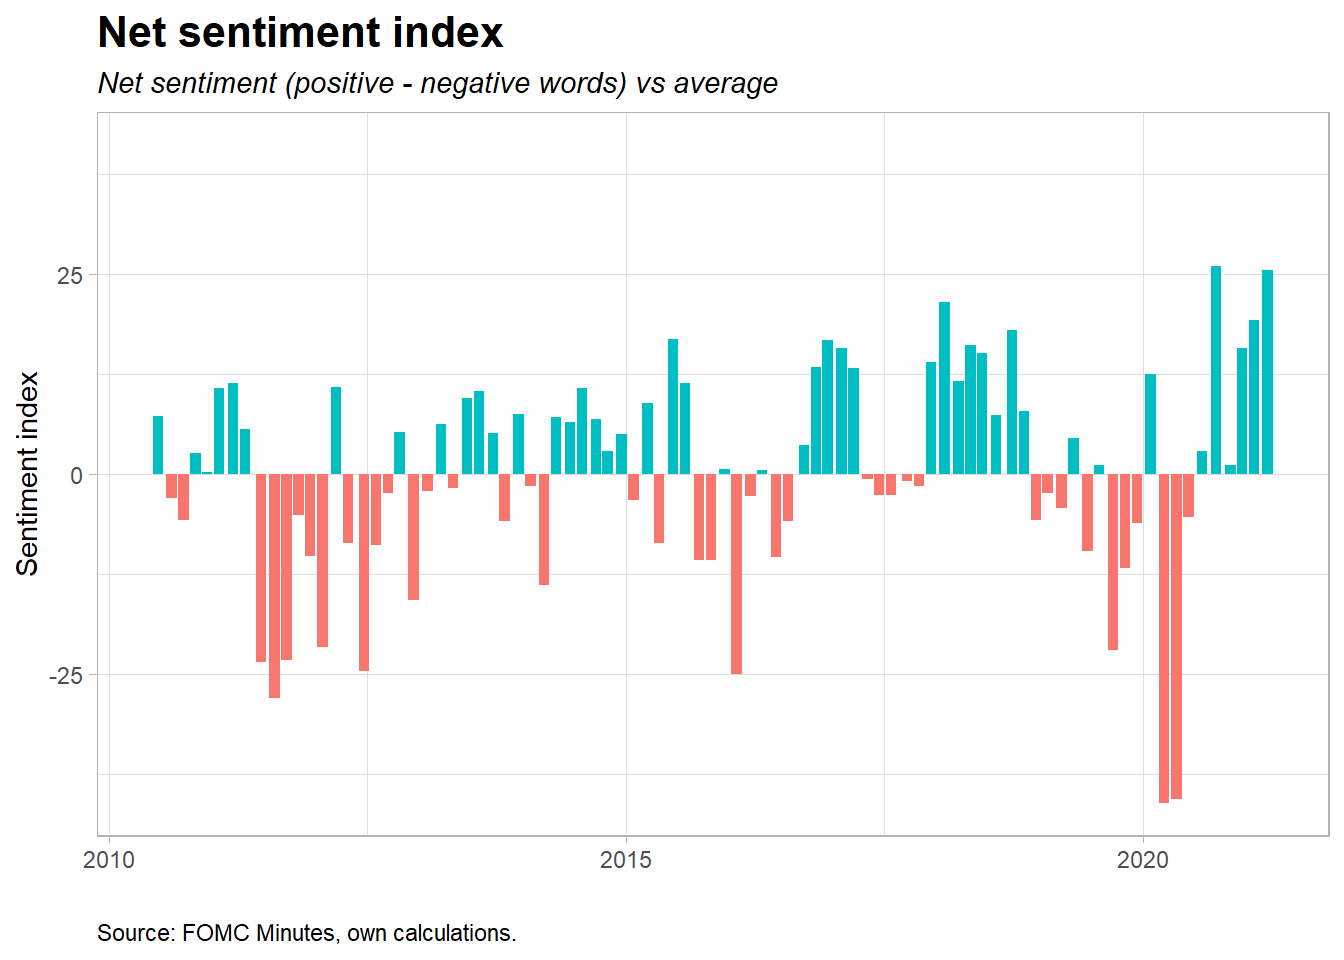 Net sentiment index
Net sentiment (positive - negative words) vs average
Sentiment index
25
0
-25
2010
2015
2020
Source: FOMC Minutes, own calculations.